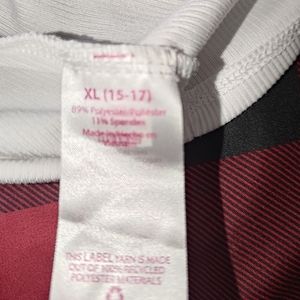 XL (15-17)
89% Polyester/Poliéster
11% Spandex
Made in/Hecho en
Vietnam
THIS LABEL YARN IS MADE
OUT OF 100% RECYCLED
POLYESTER MATERIALS